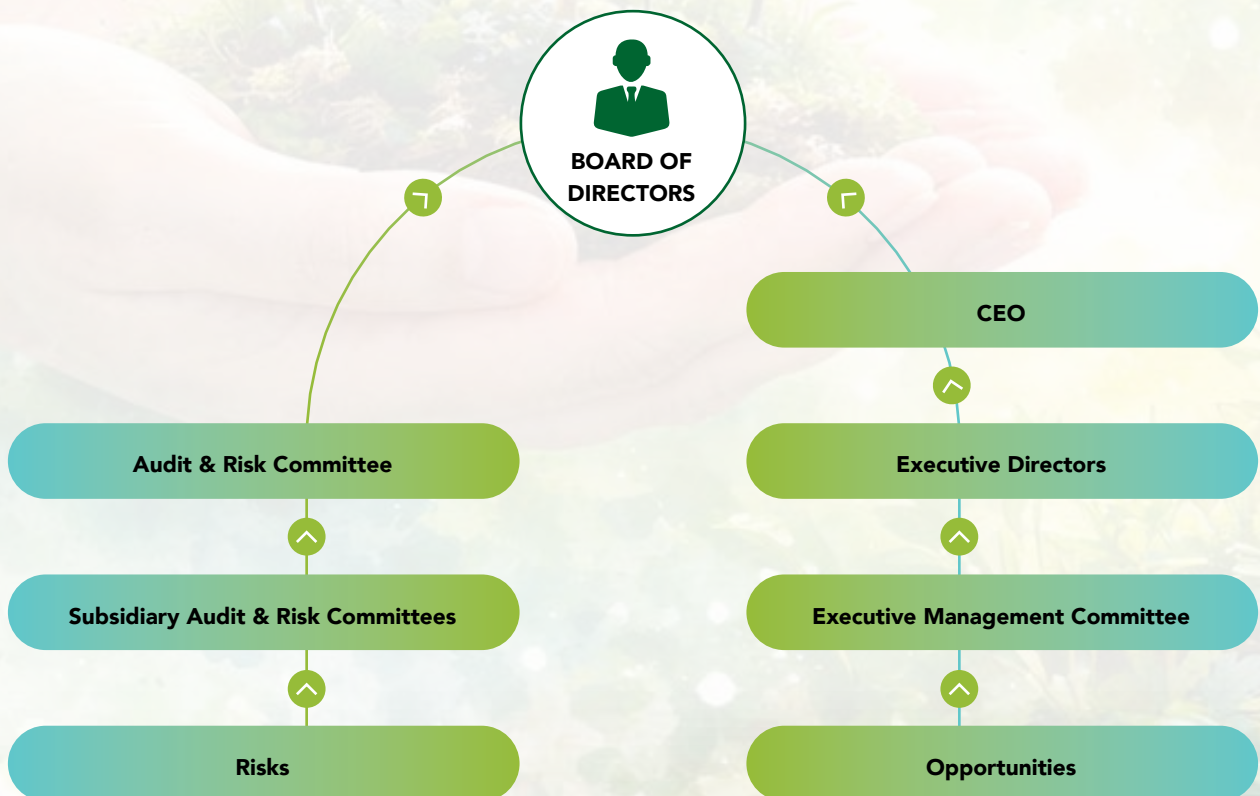 BOARD OF
DIRECTORS
CEO
Audit & Risk Committee
Executive Directors
Subsidiary Audit & Risk Committees
Executive Management Committee
Risks
Opportunities